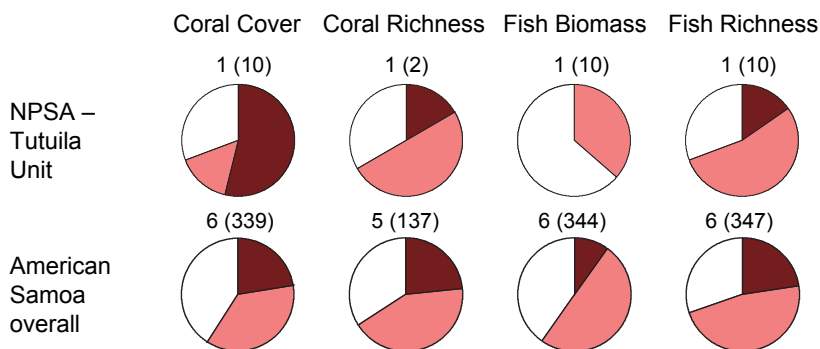 Coral Cover Coral Richness Fish Biomass Fish Richness
1 (10) 1 (2) 1 (10) 1 (10)
NPSA –
Tutuila
Unit
6 (339) 5 (137) 6 (344) 6 (347)
American
Samoa
overall